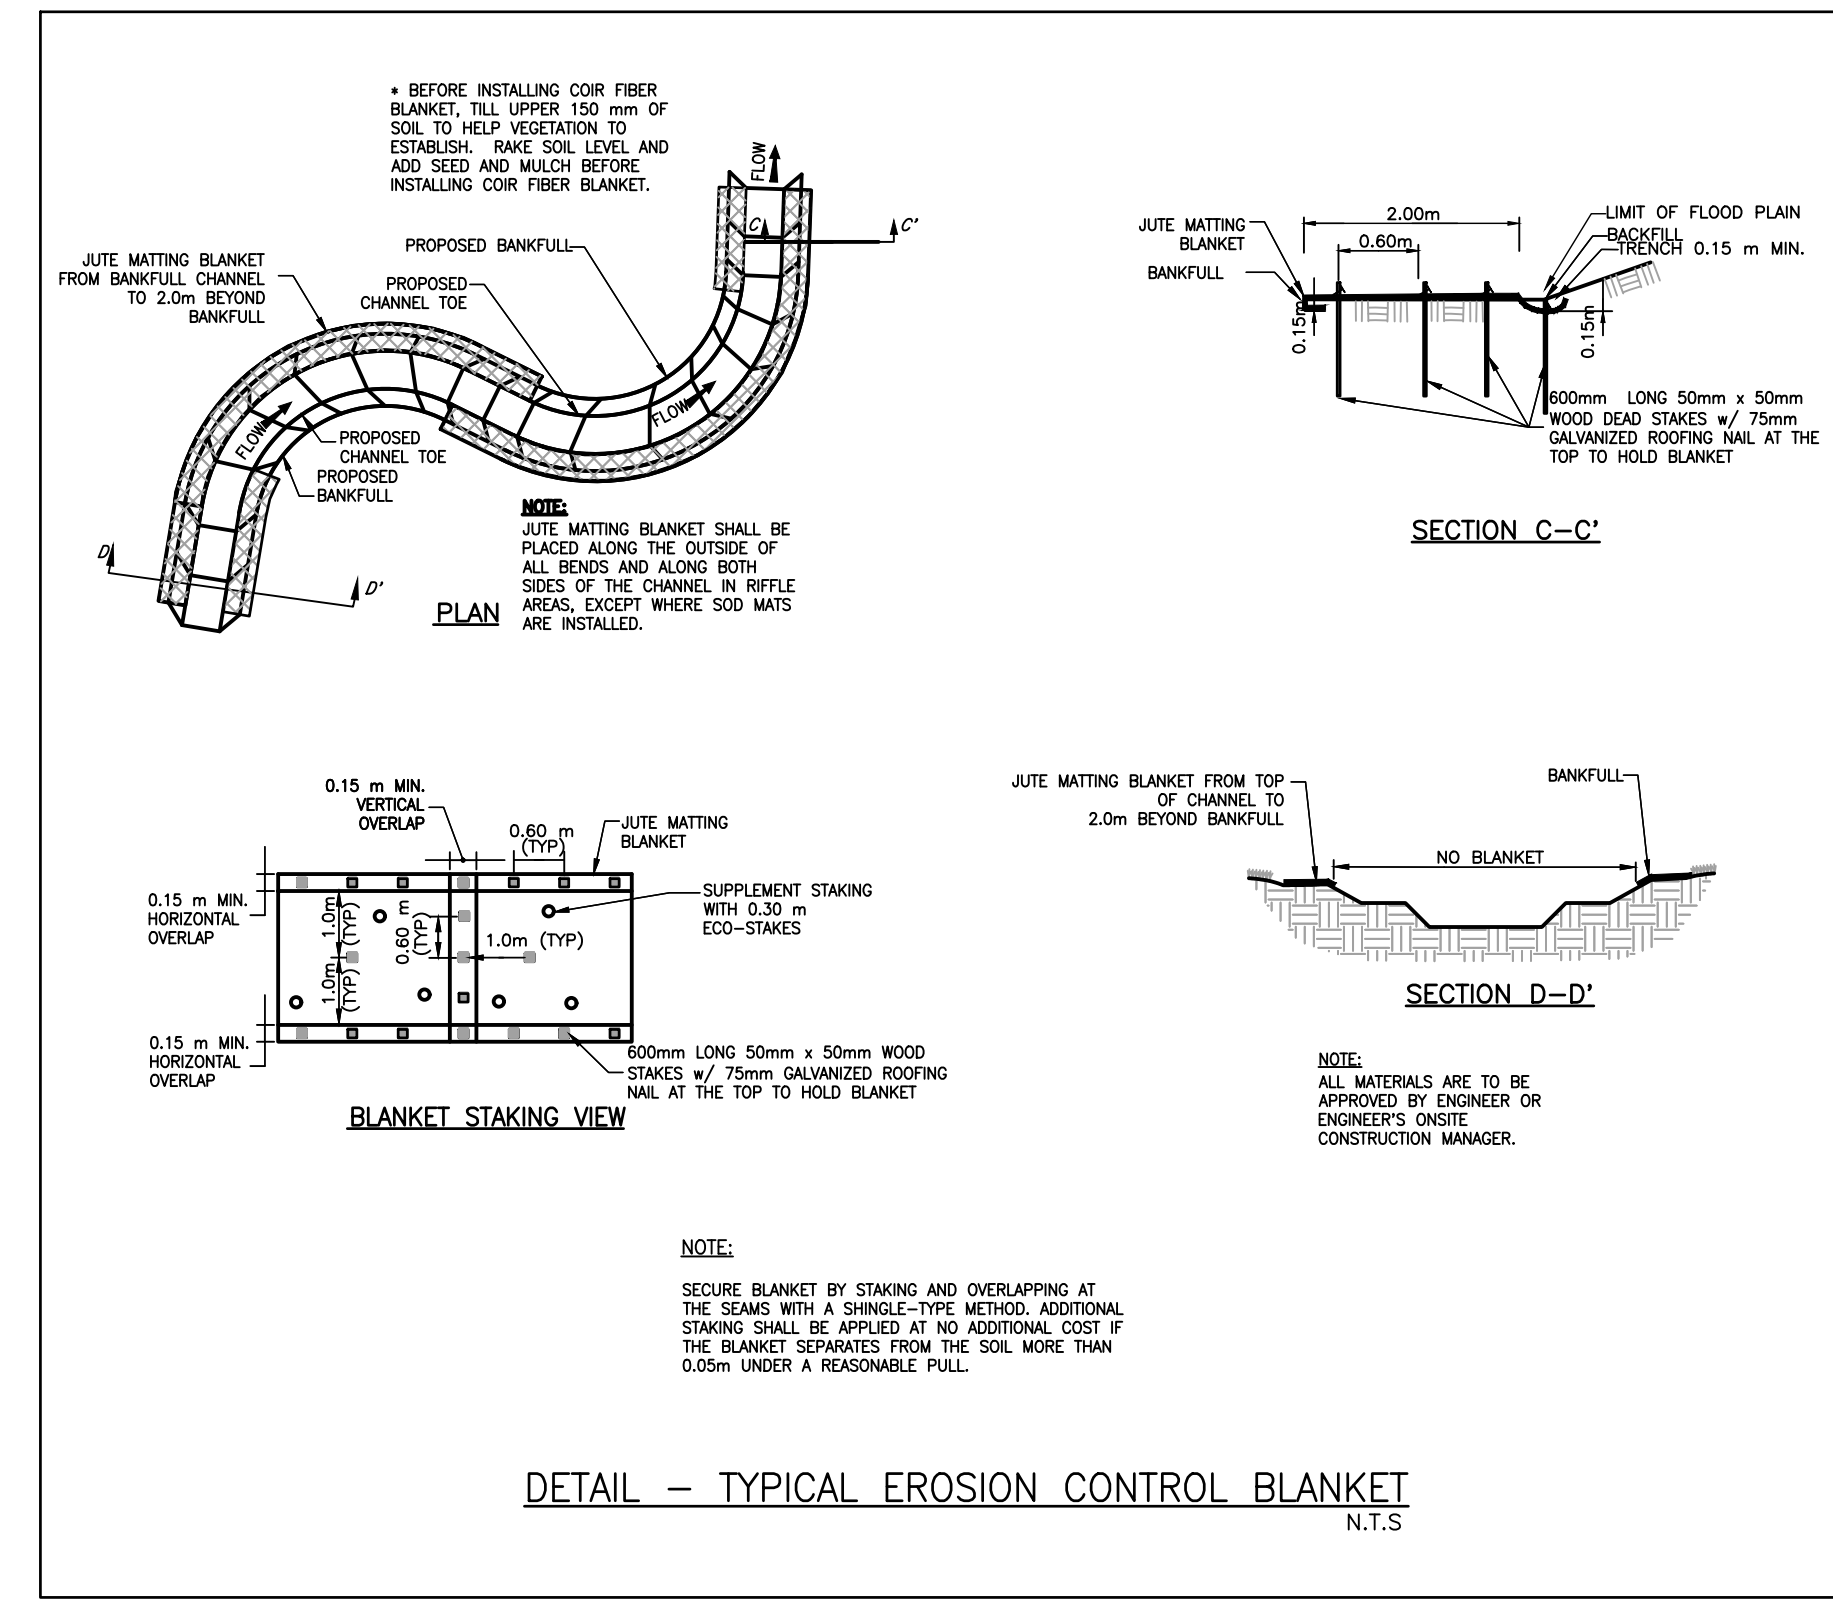 * BEFORE INSTALLING COIR FIBER
BLANKET, TILL UPPER 150 mm OF
SOIL TO HELP VEGETATION TO
ESTABLISH. RAKE SOIL LEVEL AND
ADD SEED AND MULCH BEFORE
INSTALLING COIR FIBER BLANKET.
FLOW
C
C'
PROPOSED BANKFULL
JUTE MATTING BLANKET
FROM BANKFULL CHANNEL
TO 2.0m BEYOND
BANKFULL
PROPOSED
CHANNEL TOE
FLOW
FLOW
PROPOSED
CHANNEL TOE
PROPOSED
BANKFULL
D
D'
PLAN
NOTE:
JUTE MATTING BLANKET SHALL BE
PLACED ALONG THE OUTSIDE OF
ALL BENDS AND ALONG BOTH
SIDES OF THE CHANNEL IN RIFFLE
AREAS, EXCEPT WHERE SOD MATS
ARE INSTALLED.
JUTE MATTING
BLANKET
BANKFULL
2.00m
0.60m
LIMIT OF FLOOD PLAIN
BACKFILL
TRENCH 0.15 m MIN.
0.15m
0.15m
600mm LONG 50mm x 50mm
WOOD DEAD STAKES w/ 75mm
GALVANIZED ROOFING NAIL AT THE
TOP TO HOLD BLANKET
SECTION C-C'
0.15 m MIN.
VERTICAL
OVERLAP
0.60 m
(TYP)
JUTE MATTING
BLANKET
0.15 m MIN.
HORIZONTAL
OVERLAP
1.0m
(TYP)
0.60 m
(TYP)
1.0m (TYP)
SUPPLEMENT STAKING
WITH 0.30 m
ECO-STAKES
1.0m
(TYP)
0.15 m MIN.
HORIZONTAL
OVERLAP
600mm LONG 50mm x 50mm WOOD
STAKES w/ 75mm GALVANIZED ROOFING
NAIL AT THE TOP TO HOLD BLANKET
BLANKET STAKING VIEW
JUTE MATTING BLANKET FROM TOP
OF CHANNEL TO
2.0m BEYOND BANKFULL
BANKFULL
NO BLANKET
SECTION D-D'
NOTE:
ALL MATERIALS ARE TO BE
APPROVED BY ENGINEER OR
ENGINEER'S ONSITE
CONSTRUCTION MANAGER.
NOTE:
SECURE BLANKET BY STAKING AND OVERLAPPING AT
THE SEAMS WITH A SHINGLE-TYPE METHOD. ADDITIONAL
STAKING SHALL BE APPLIED AT NO ADDITIONAL COST IF
THE BLANKET SEPARATES FROM THE SOIL MORE THAN
0.05m UNDER A REASONABLE PULL.
DETAIL - TYPICAL EROSION CONTROL BLANKET
N.T.S